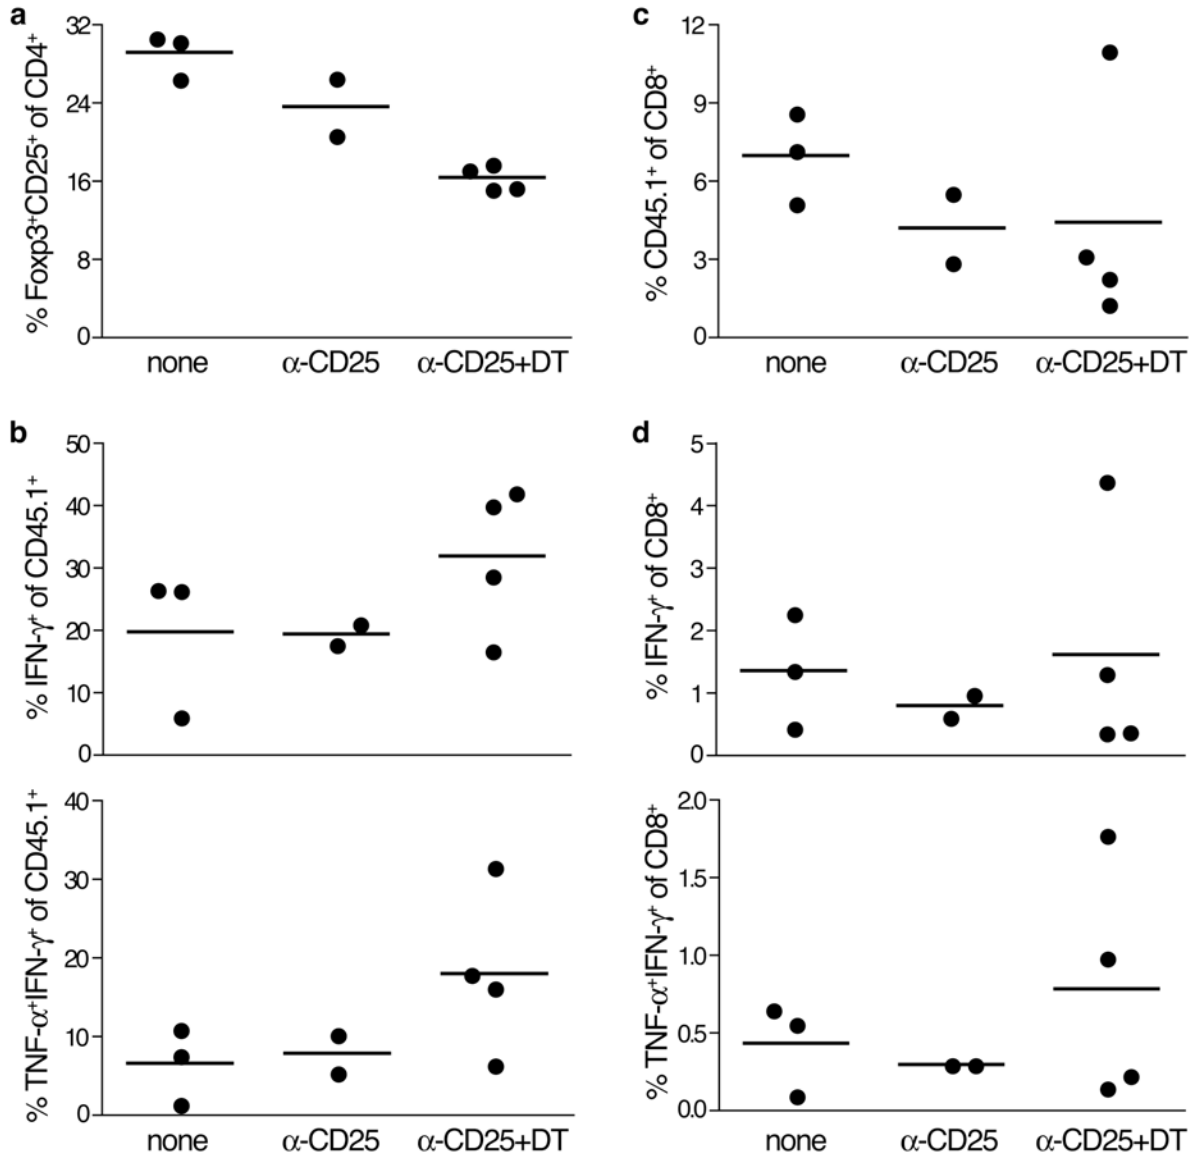 a
% Foxp3⁺CD25⁺ of CD4⁺
32
24
16
8
0
none α-CD25 α-CD25+DT
c
% CD45.1⁺ of CD8⁺
12
9
6
3
0
none α-CD25 α-CD25+DT
b
% IFN-γ⁺ of CD45.1⁺
50
40
30
20
10
0
% TNF-α⁺IFN-γ⁺ of CD45.1⁺
40
30
20
10
0
none α-CD25 α-CD25+DT
d
% IFN-γ⁺ of CD8⁺
5
4
3
2
1
0
% TNF-α⁺IFN-γ⁺ of CD8⁺
2.0
1.5
1.0
0.5
0.0
none α-CD25 α-CD25+DT